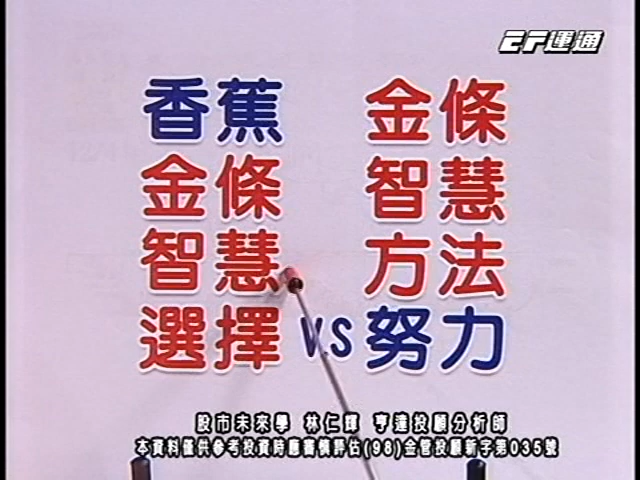 EF運通
香蕉 金條
金條 智慧
智慧 方法
選擇 V.S 努力
股市未來學 林仁輝 亨達投顧分析師
本資料僅供參考投資時應審慎評估(98)金管投顧新字第035號